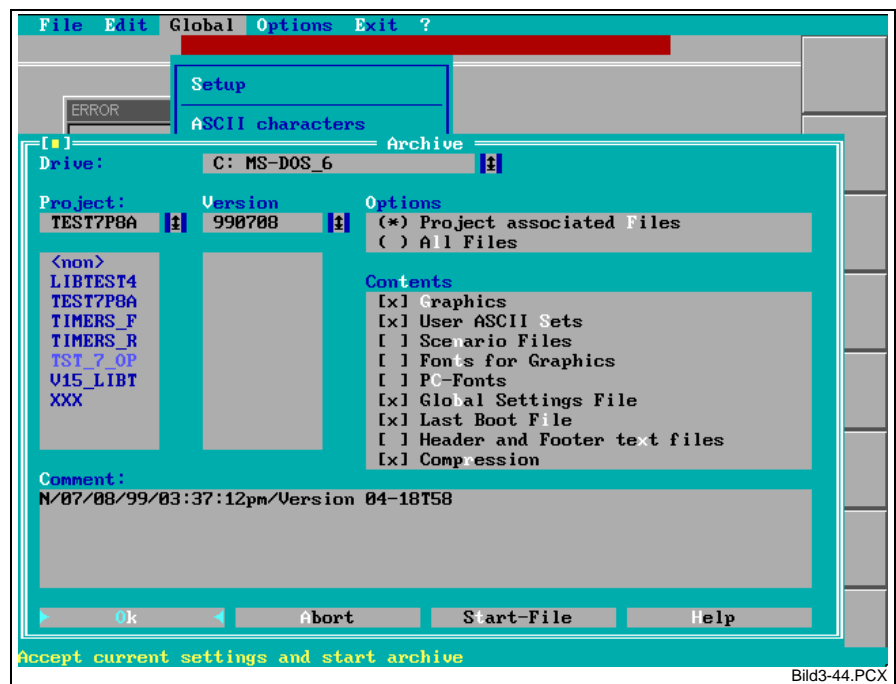 File Edit Global Options Exit ?
Setup
ERROR
ASCII characters
Archive
Drive: C: MS-DOS_6
Project: Version Options
TEST7P8A 990708 (*) Project associated Files
( ) All Files
<non>
LIBTEST4 Contents
TEST7P8A [x] Graphics
TIMERS_F [x] User ASCII Sets
TIMERS_R [ ] Scenario Files
TST_7_OP [ ] Fonts for Graphics
V15_LIBT [ ] PC-Fonts
XXX [x] Global Settings File
[x] Last Boot File
[ ] Header and Footer text files
[x] Compression
Comment:
N/07/08/99/03:37:12pm/Version 04-18T58
Ok Abort Start-File Help
Accept current settings and start archive
Bild3-44.PCX